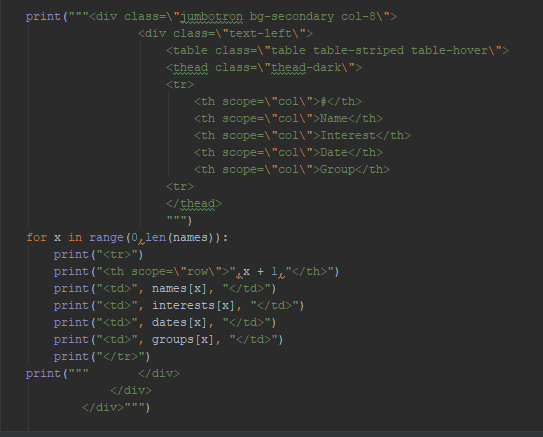 print("""<div class=\"jumbotron bg-secondary col-8\">
<div class=\"text-left\">
<table class=\"table table-striped table-hover\">
<thead class=\"thead-dark\">
<tr>
<th scope=\"col\">#</th>
<th scope=\"col\">Name</th>
<th scope=\"col\">Interest</th>
<th scope=\"col\">Date</th>
<th scope=\"col\">Group</th>
<tr>
</thead>
""")
for x in range(0,len(names)):
print("<tr>")
print("<th scope=\"row\">",x + 1,"</th>")
print("<td>", names[x], "</td>")
print("<td>", interests[x], "</td>")
print("<td>", dates[x], "</td>")
print("<td>", groups[x], "</td>")
print("</tr>")
print("""       </div>
</div>
</div>""")